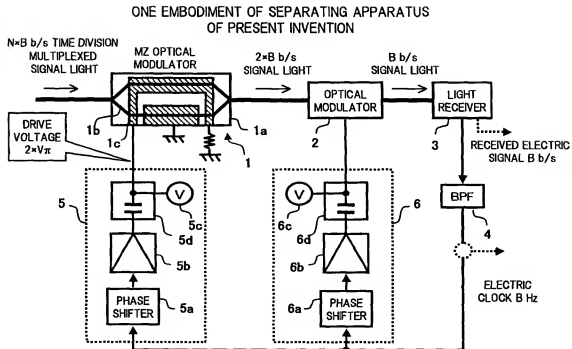 ONE EMBODIMENT OF SEPARATING APPARATUS
OF PRESENT INVENTION
N×B b/s TIME DIVISION
MULTIPLEXED
SIGNAL LIGHT
MZ OPTICAL
MODULATOR
2×B b/s
SIGNAL LIGHT
B b/s
SIGNAL LIGHT
OPTICAL
MODULATOR
LIGHT
RECEIVER
1b
1c
1a
1
2
3
DRIVE
VOLTAGE
2×Vπ
RECEIVED ELECTRIC
SIGNAL B b/s
BPF
4
5
V
5c
5d
5b
PHASE
SHIFTER
5a
V
6c
6d
6
6b
6a
PHASE
SHIFTER
ELECTRIC
CLOCK B Hz